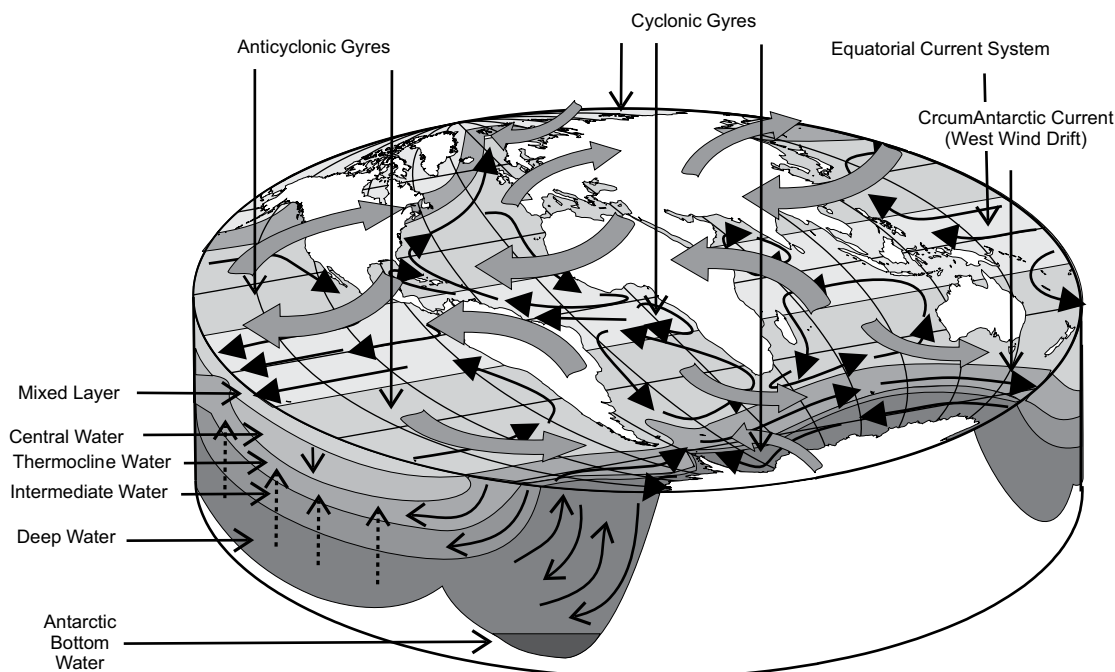 Cyclonic Gyres
Anticyclonic Gyres
Equatorial Current System
CrcumAntarctic Current
(West Wind Drift)
Mixed Layer
Central Water
Thermocline Water
Intermediate Water
Deep Water
Antarctic
Bottom
Water